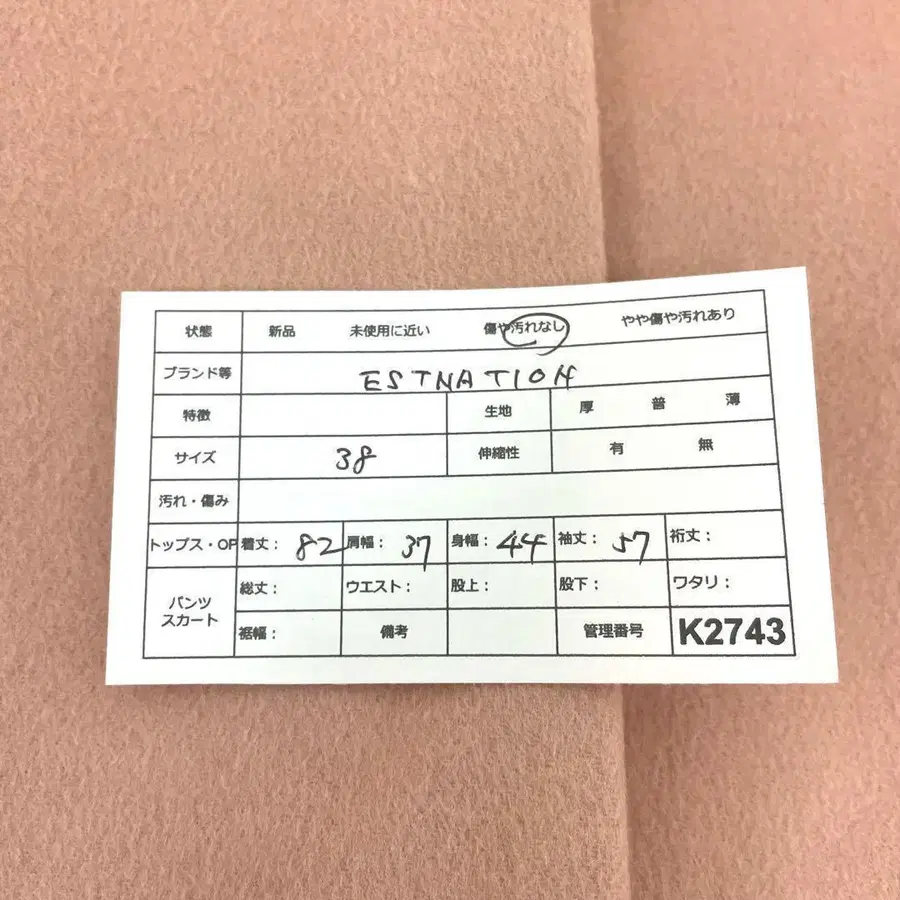 状態 新品 未使用に近い 傷や汚れなし やや傷や汚れあり
ブランド等 ESTNATION
特徴 生地 厚 普 薄
サイズ 38 伸縮性 有 無
汚れ・傷み
トップス・OP 着丈: 82 肩幅: 37 身幅: 44 袖丈: 57 裄丈:
パンツ スカート 総丈: ウエスト: 股上: 股下: ワタリ:
裾幅: 備考 管理番号 K2743